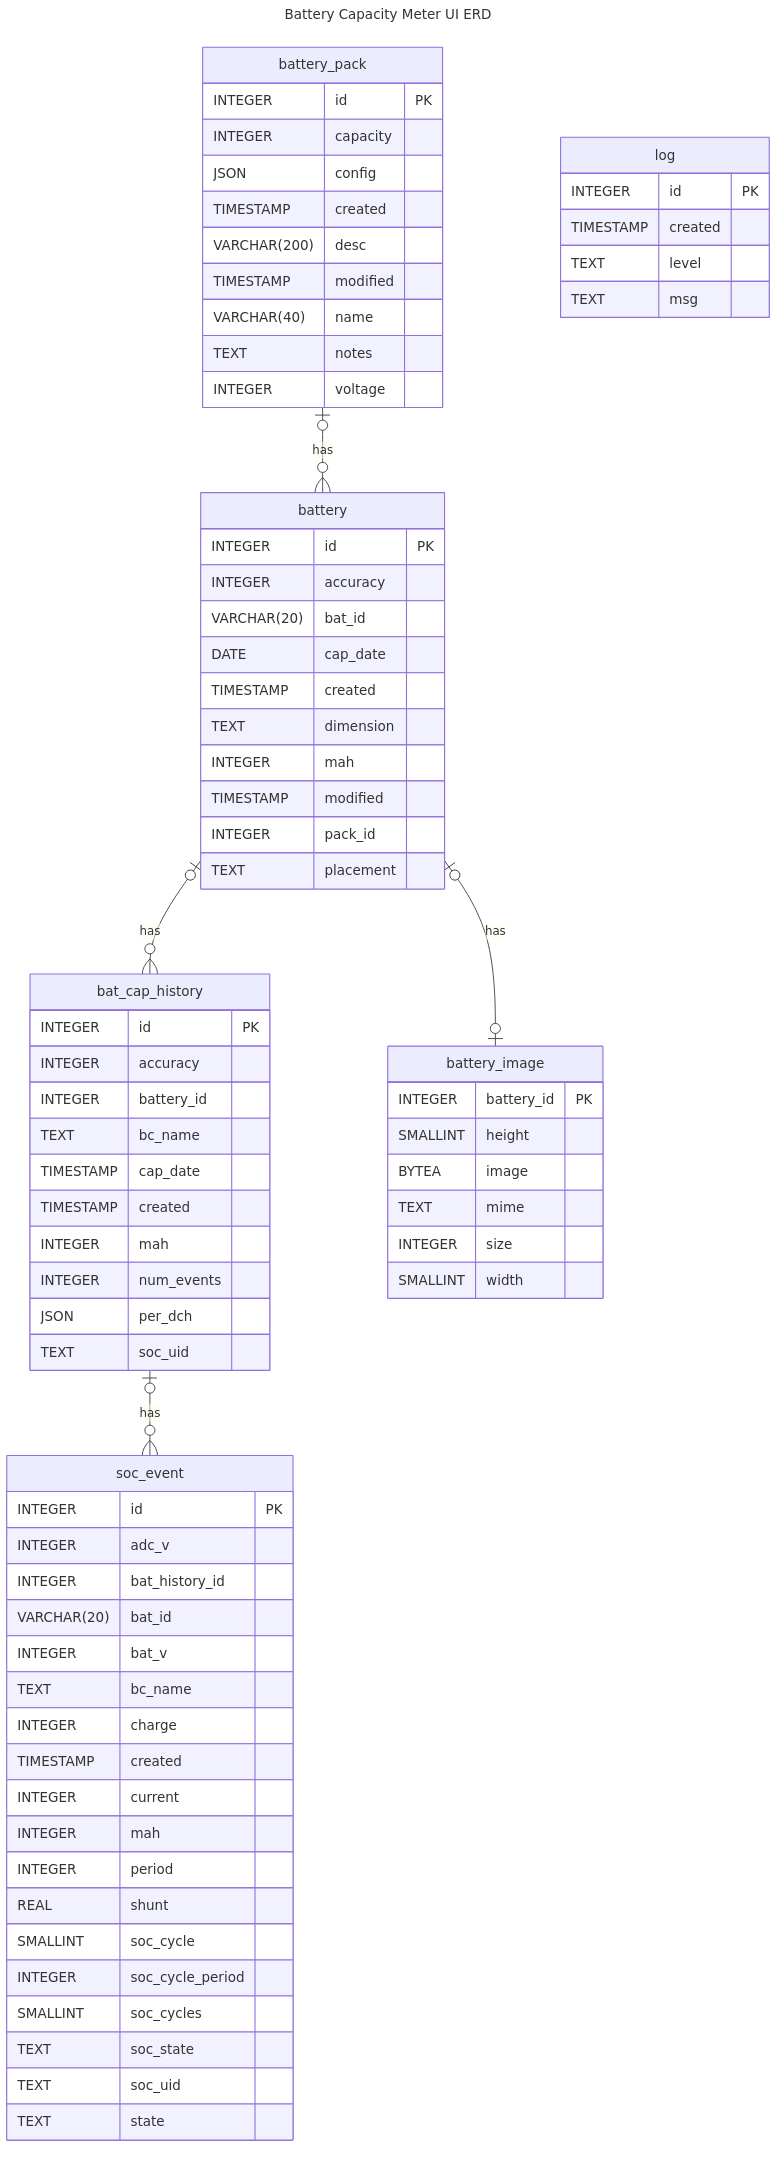 Battery Capacity Meter UI ERD
battery_pack
INTEGER id PK
INTEGER capacity
JSON config
TIMESTAMP created
VARCHAR(200) desc
TIMESTAMP modified
VARCHAR(40) name
TEXT notes
INTEGER voltage
log
INTEGER id PK
TIMESTAMP created
TEXT level
TEXT msg
has
battery
INTEGER id PK
INTEGER accuracy
VARCHAR(20) bat_id
DATE cap_date
TIMESTAMP created
TEXT dimension
INTEGER mah
TIMESTAMP modified
INTEGER pack_id
TEXT placement
has
has
bat_cap_history
INTEGER id PK
INTEGER accuracy
INTEGER battery_id
TEXT bc_name
TIMESTAMP cap_date
TIMESTAMP created
INTEGER mah
INTEGER num_events
JSON per_dch
TEXT soc_uid
battery_image
INTEGER battery_id PK
SMALLINT height
BYTEA image
TEXT mime
INTEGER size
SMALLINT width
has
soc_event
INTEGER id PK
INTEGER adc_v
INTEGER bat_history_id
VARCHAR(20) bat_id
INTEGER bat_v
TEXT bc_name
INTEGER charge
TIMESTAMP created
INTEGER current
INTEGER mah
INTEGER period
REAL shunt
SMALLINT soc_cycle
INTEGER soc_cycle_period
SMALLINT soc_cycles
TEXT soc_state
TEXT soc_uid
TEXT state